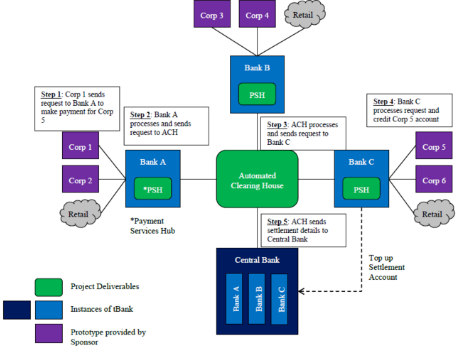 Corp 3
Corp 4
Retail
Bank B
PSH
Step 1: Corp 1 sends
request to Bank A to
make payment for Corp
5
Step 2: Bank A
processes and sends
request to ACH
Step 3: ACH processes
and sends request to
Bank C
Step 4: Bank C
processes request and
credit Corp 5 account
Corp 1
Corp 2
Retail
Bank A
*PSH
*Payment
Services Hub
Automated
Clearing House
Bank C
PSH
Corp 5
Corp 6
Retail
Step 5: ACH sends
settlement details to
Central Bank
Central Bank
Bank A
Bank B
Bank C
Top up
Settlement
Account
Project Deliverables
Instances of tBank
Prototype provided by
Sponsor